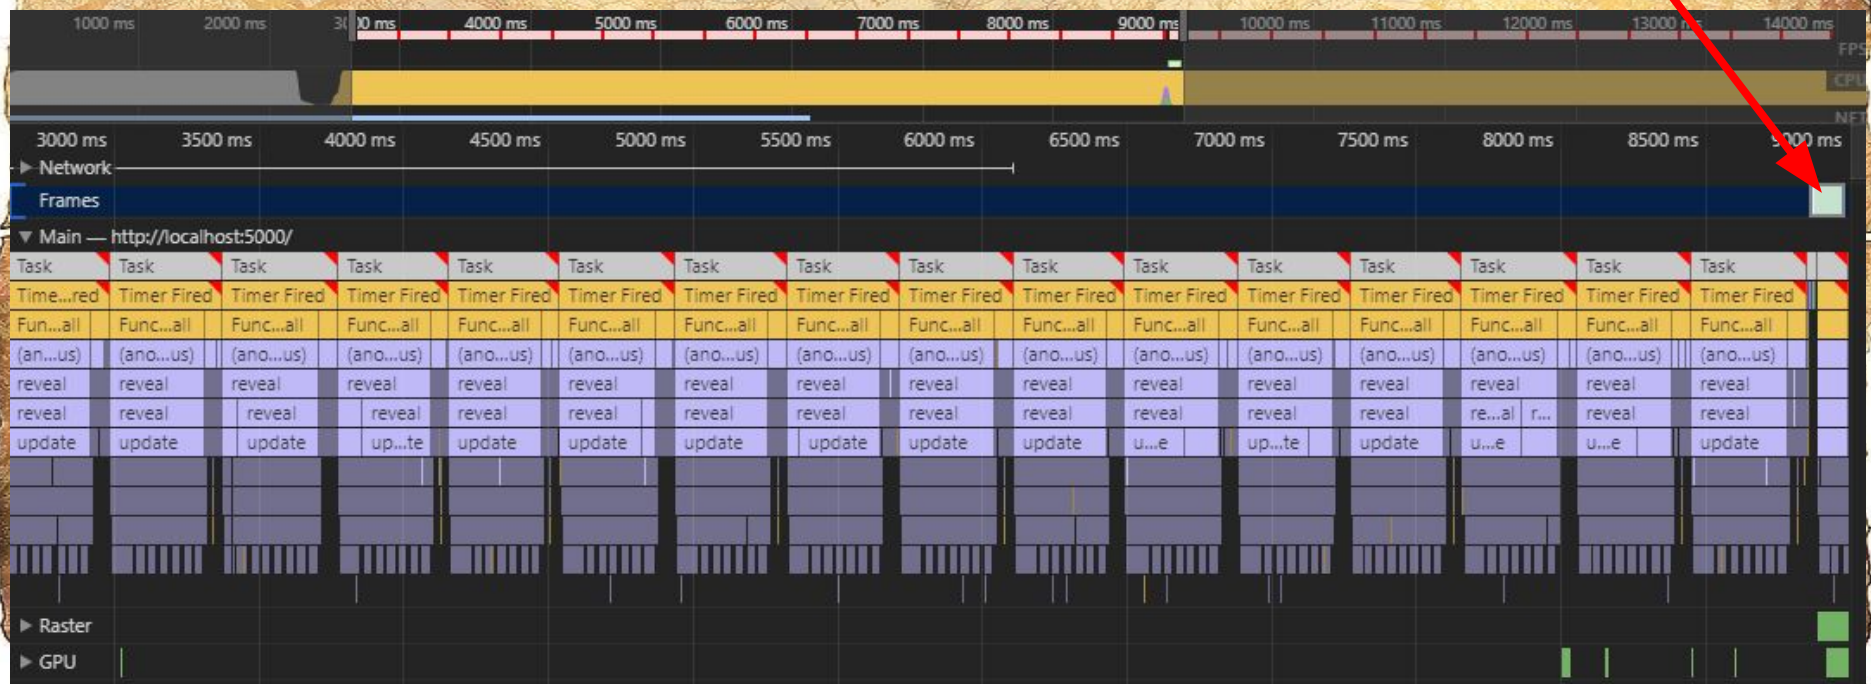 1000 ms 2000 ms 4000 ms 5000 ms 6000 ms 7000 ms 8000 ms 9000 ms 10000 ms 11000 ms 12000 ms 14000 ms
FPS
CPU
NET
3000 ms 3500 ms 4000 ms 4500 ms 5000 ms 5500 ms 6000 ms 6500 ms 7000 ms 7500 ms 8000 ms 8500 ms 9000 ms
Network
Frames
Main — http://localhost:5000/
Task Task Task Task Task Task Task Task Task Task Task Task Task Task Task Task
Time...red Timer Fired Timer Fired Timer Fired Timer Fired Timer Fired Timer Fired Timer Fired Timer Fired Timer Fired Timer Fired Timer Fired Timer Fired Timer Fired Timer Fired Timer Fired
Fun...all Func...all Func...all Func...all Func...all Func...all Func...all Func...all Func...all Func...all Func...all Func...all Func...all Func...all Func...all Func...all
(an...us) (ano...us) (ano...us) (ano...us) (ano...us) (ano...us) (ano...us) (ano...us) (ano...us) (ano...us) (ano...us) (ano...us) (ano...us) (ano...us) (ano...us) (ano...us)
reveal reveal reveal reveal reveal reveal reveal reveal reveal reveal reveal reveal reveal reveal reveal reveal
reveal reveal reveal reveal reveal reveal reveal reveal reveal reveal reveal reveal reveal re...al r... reveal reveal
update update update up...te update update update update update update u...e up...te update u...e u...e update
Raster
GPU